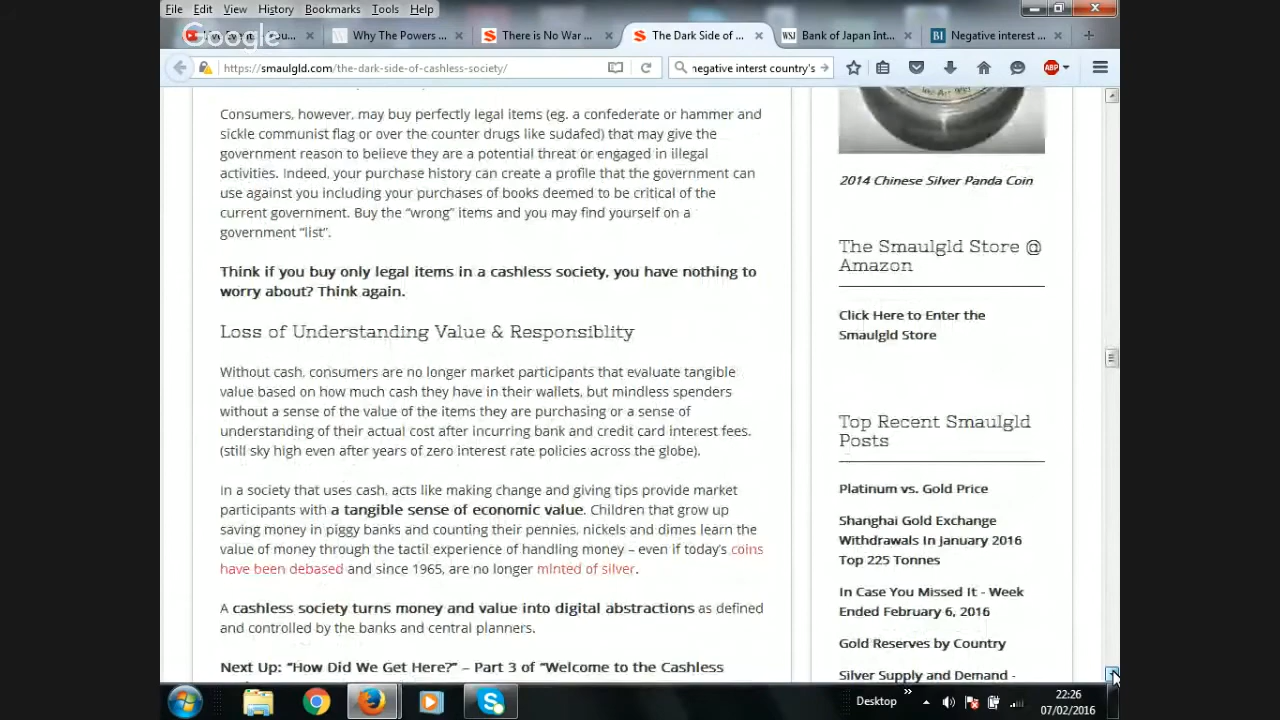 File Edit View History Bookmarks Tools Help
Google
Why The Powers ...
There is No War ...
The Dark Side of ...
WSJ Bank of Japan Int...
BI Negative interest ...
https://smaulgld.com/the-dark-side-of-cashless-society/
negative interst country's
ABP
Consumers, however, may buy perfectly legal items (eg. a confederate or hammer and
sickle communist flag or over the counter drugs like sudafed) that may give the
government reason to believe they are a potential threat or engaged in illegal
activities. Indeed, your purchase history can create a profile that the government can
use against you including your purchases of books deemed to be critical of the
current government. Buy the “wrong” items and you may find yourself on a
government “list”.
Think if you buy only legal items in a cashless society, you have nothing to
worry about? Think again.
Loss of Understanding Value & Responsiblity
Without cash, consumers are no longer market participants that evaluate tangible
value based on how much cash they have in their wallets, but mindless spenders
without a sense of the value of the items they are purchasing or a sense of
understanding of their actual cost after incurring bank and credit card interest fees.
(still sky high even after years of zero interest rate policies across the globe).
In a society that uses cash, acts like making change and giving tips provide market
participants with a tangible sense of economic value. Children that grow up
saving money in piggy banks and counting their pennies, nickels and dimes learn the
value of money through the tactil experience of handling money – even if today’s coins
have been debased and since 1965, are no longer minted of silver.
A cashless society turns money and value into digital abstractions as defined
and controlled by the banks and central planners.
Next Up: “How Did We Get Here?” – Part 3 of “Welcome to the Cashless
2014 Chinese Silver Panda Coin
The Smaulgld Store @
Amazon
Click Here to Enter the
Smaulgld Store
Top Recent Smaulgld
Posts
Platinum vs. Gold Price
Shanghai Gold Exchange
Withdrawals In January 2016
Top 225 Tonnes
In Case You Missed It - Week
Ended February 6, 2016
Gold Reserves by Country
Silver Supply and Demand -
Desktop
22:26
07/02/2016